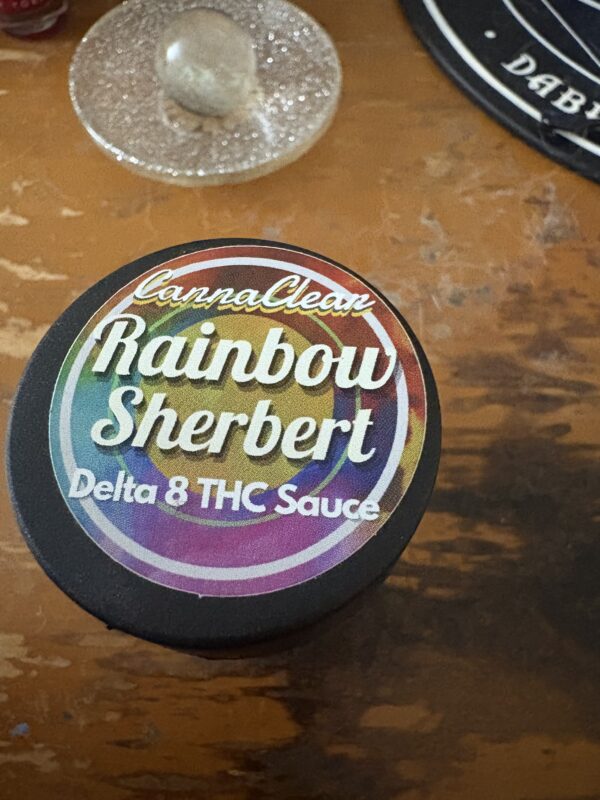 CannaClear
Rainbow
Sherbert
Delta 8 THC Sauce